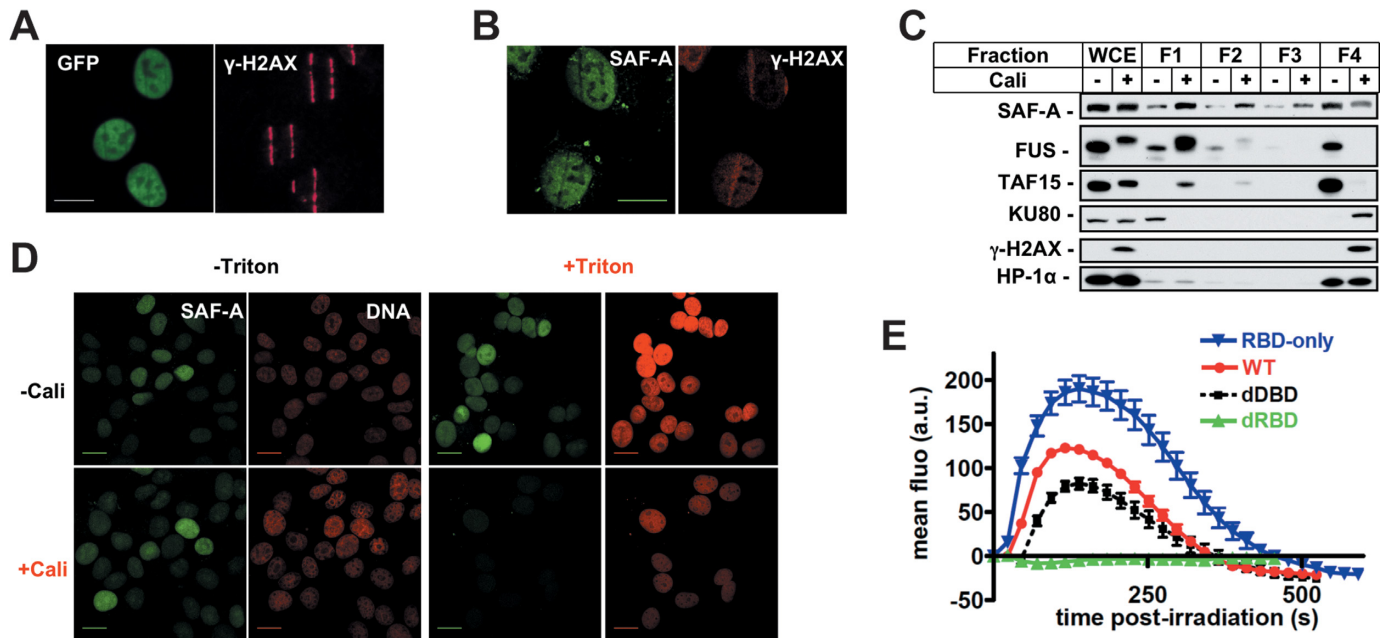 A
GFP
γ-H2AX
B
SAF-A
γ-H2AX
C
Fraction WCE F1 F2 F3 F4
Cali - + - + - + - + - +
SAF-A -
FUS -
TAF15 -
KU80 -
γ-H2AX -
HP-1α -
D
-Triton +Triton
SAF-A DNA
-Cali
+Cali
E
RBD-only
WT
dDBD
dRBD
mean fluo (a.u.)
200
150
100
50
0
-50
250 500
time post-irradiation (s)